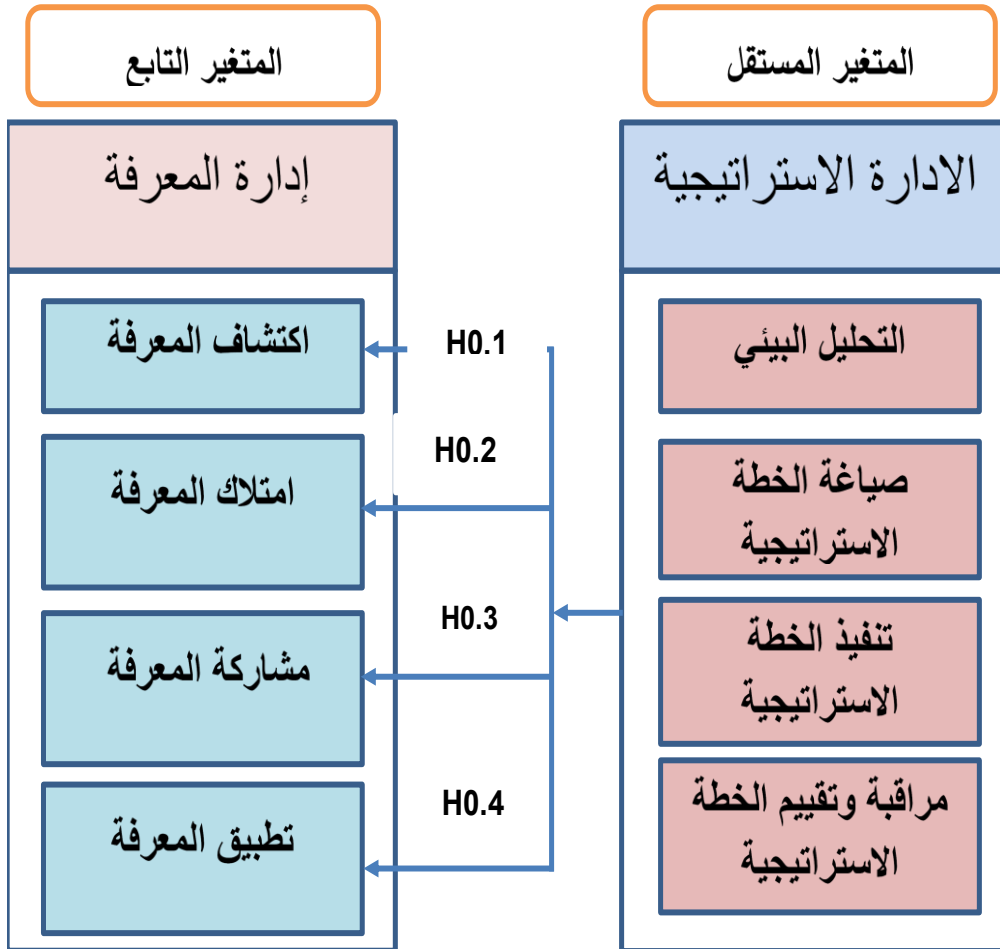 المتغير المستقل
الادارة الاستراتيجية
التحليل البيئي
صياغة الخطة
الاستراتيجية
تنفيذ الخطة
الاستراتيجية
مراقبة وتقييم الخطة
الاستراتيجية
H0.1
H0.2
H0.3
H0.4
المتغير التابع
إدارة المعرفة
اكتشاف المعرفة
امتلاك المعرفة
مشاركة المعرفة
تطبيق المعرفة